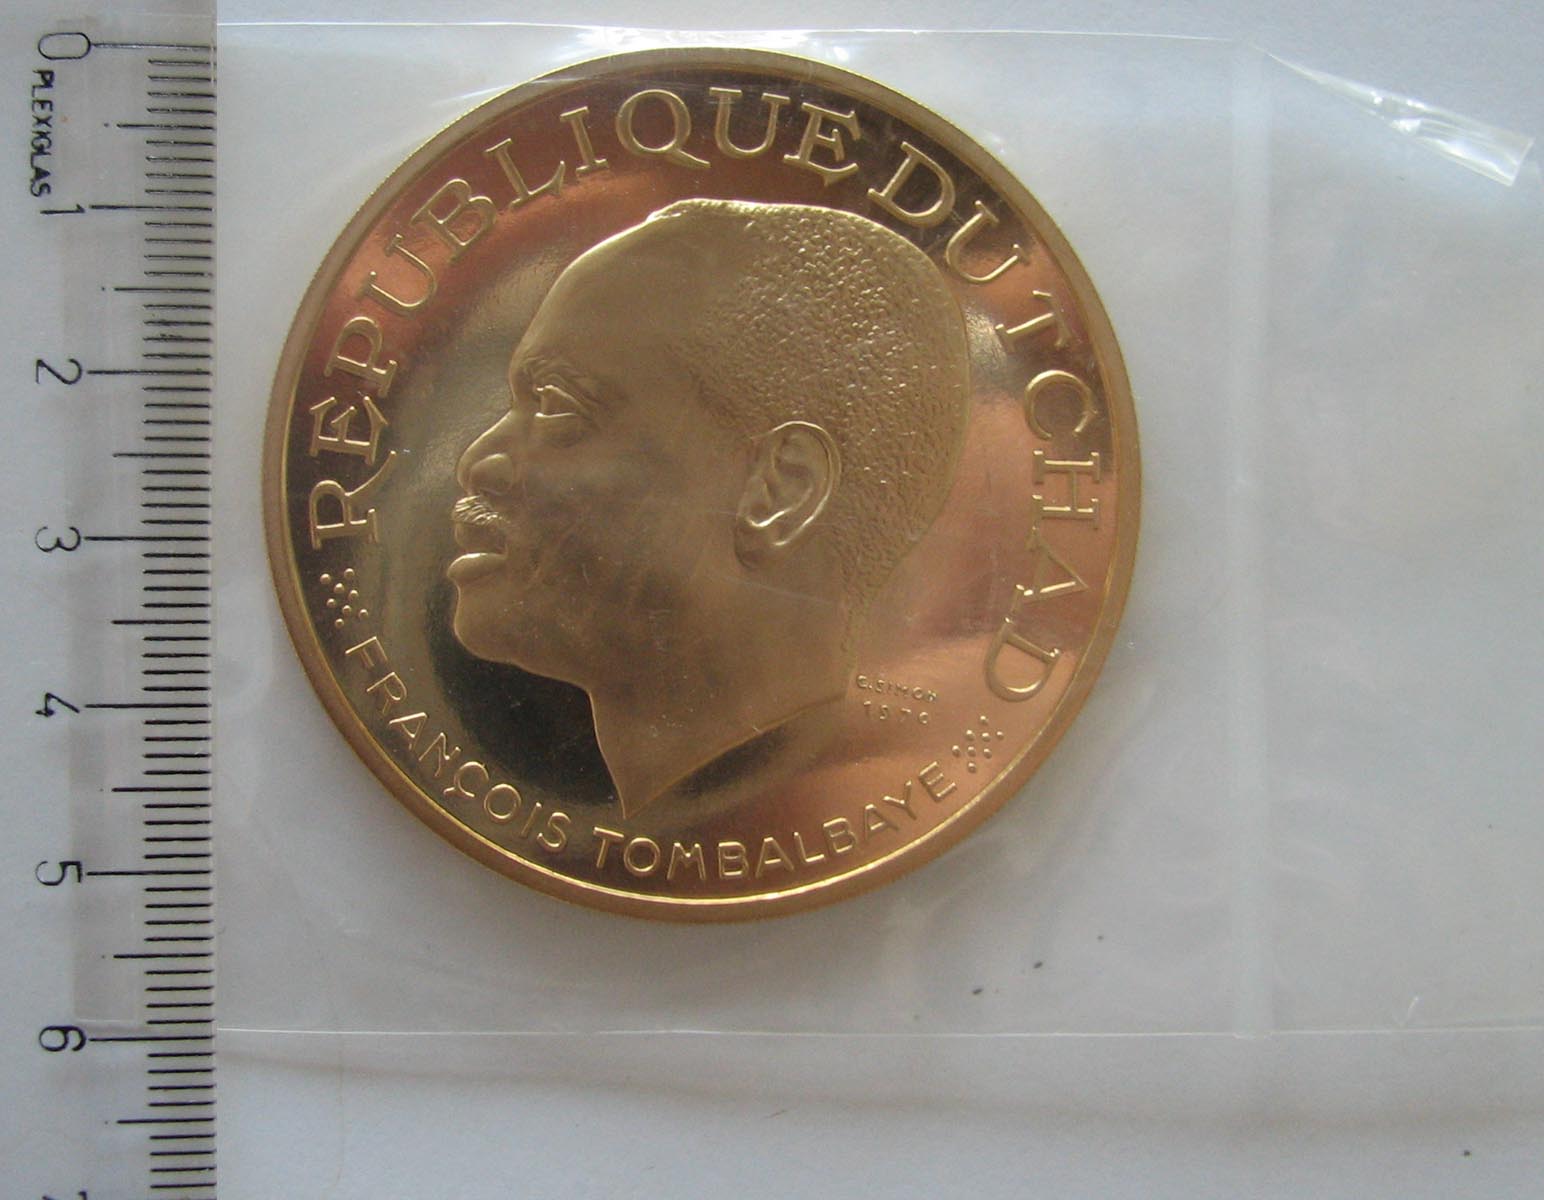 REPUBLIQUE DU TCHAD
FRANÇOIS TOMBALBAYE
G.SIMON
1970
0
PLEXIGLAS
1
2
3
4
5
6